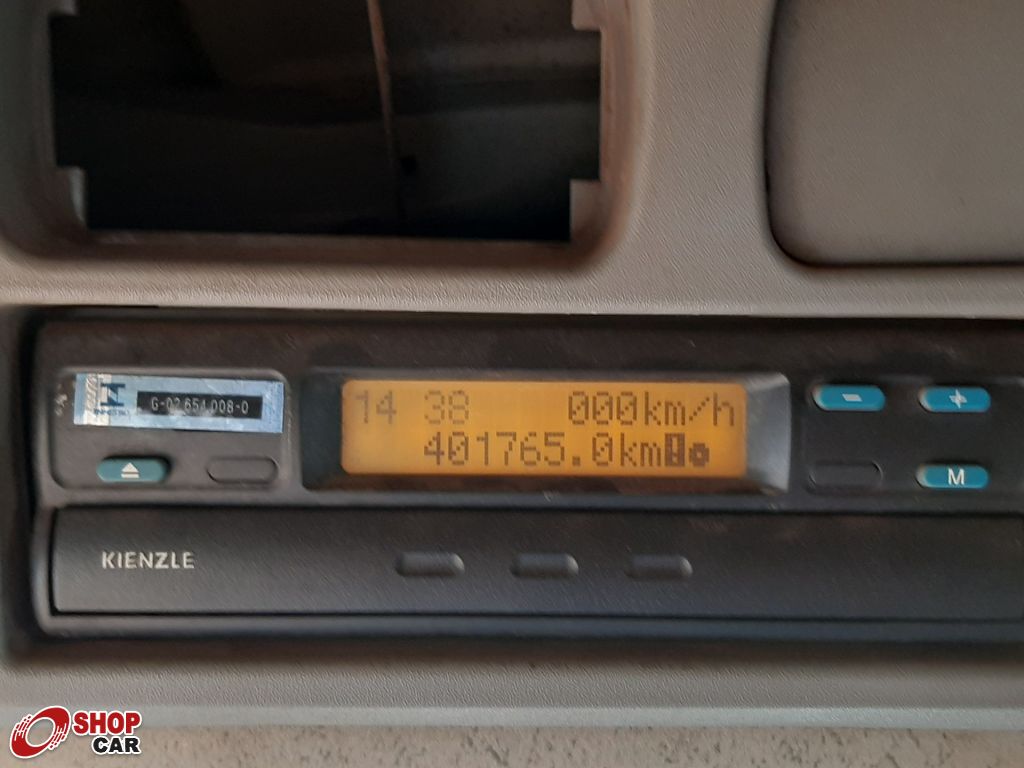 G-02 654 008-0
14 38 000km/h
401765.0km
M
KIENZLE
SHOP
CAR